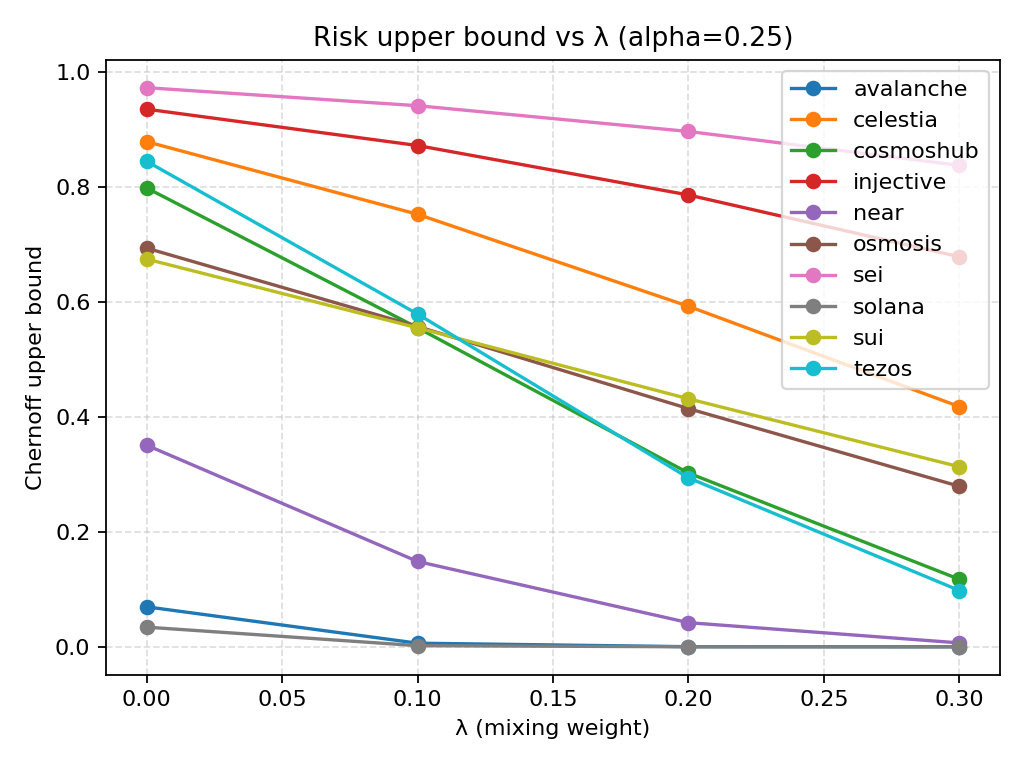 Risk upper bound vs λ (alpha=0.25)
Chernoff upper bound
1.0
0.8
0.6
0.4
0.2
0.0
avalanche
celestia
cosmoshub
injective
near
osmosis
sei
solana
sui
tezos
0.00 0.05 0.10 0.15 0.20 0.25 0.30
λ (mixing weight)